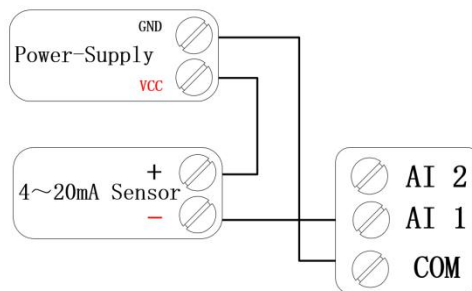 GND
Power-Supply
VCC
+
4～20mA Sensor
−
AI 2
AI 1
COM